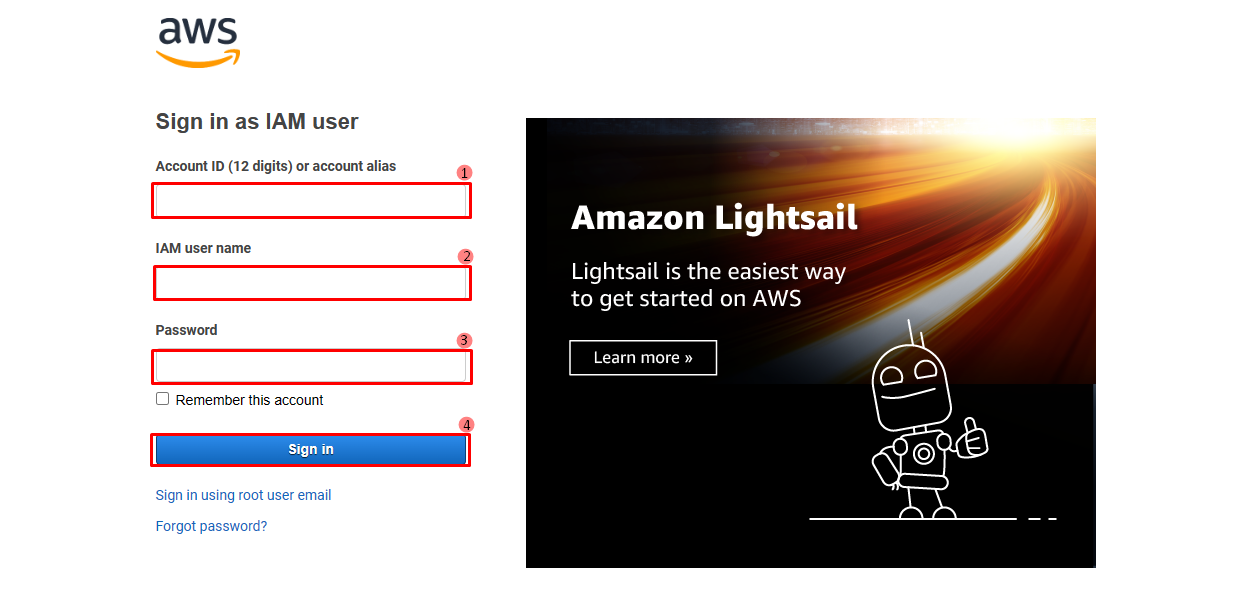 aws
Sign in as IAM user
Account ID (12 digits) or account alias
1
IAM user name
2
Password
3
Remember this account
4
Sign in
Sign in using root user email
Forgot password?
Amazon Lightsail
Lightsail is the easiest way
to get started on AWS
Learn more »